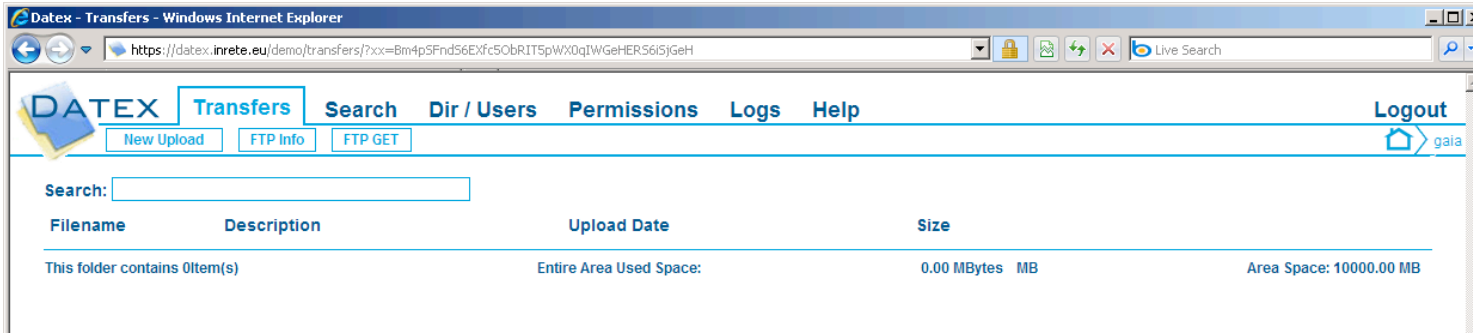 Datex - Transfers - Windows Internet Explorer
https://datex.inrete.eu/demo/transfers/?xx=Bm4pSFndS6EXfc5ObRIT5pWX0qIWGeHERS6iSjGeH Live Search
DATEX Transfers Search Dir / Users Permissions Logs Help Logout
New Upload FTP Info FTP GET gaia
Search:
Filename Description Upload Date Size
This folder contains 0Item(s) Entire Area Used Space: 0.00 MBytes MB Area Space: 10000.00 MB